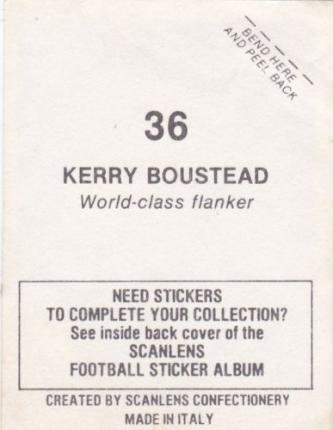 BEND HERE
AND PEEL BACK
36
KERRY BOUSTEAD
World-class flanker
NEED STICKERS
TO COMPLETE YOUR COLLECTION?
See inside back cover of the
SCANLENS
FOOTBALL STICKER ALBUM
CREATED BY SCANLENS CONFECTIONERY
MADE IN ITALY